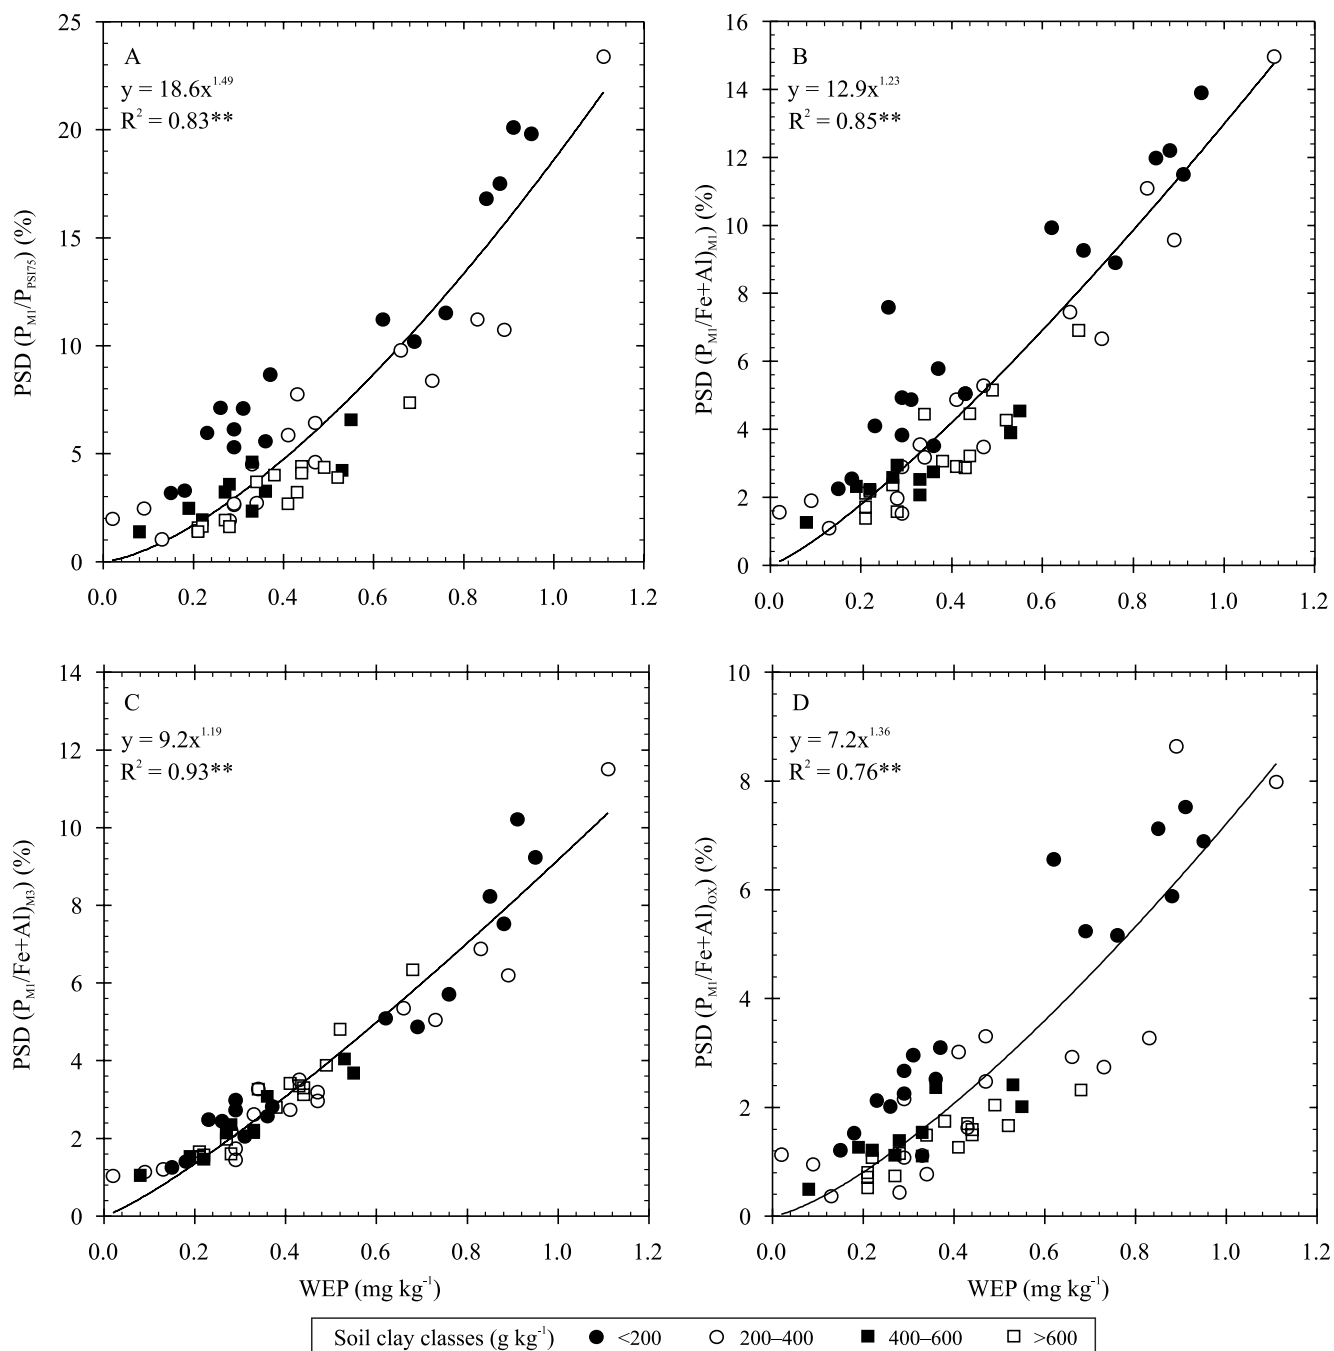 A
y = 18.6x^1.49
R² = 0.83**
PSD (P_M1/P_PSI75) (%)
25
20
15
10
5
0
0.0 0.2 0.4 0.6 0.8 1.0 1.2
B
y = 12.9x^1.23
R² = 0.85**
PSD (P_M1/Fe+Al)_M1) (%)
16
14
12
10
8
6
4
2
0
0.0 0.2 0.4 0.6 0.8 1.0 1.2
C
y = 9.2x^1.19
R² = 0.93**
PSD (P_M1/Fe+Al)_M3) (%)
14
12
10
8
6
4
2
0
0.0 0.2 0.4 0.6 0.8 1.0 1.2
WEP (mg kg⁻¹)
D
y = 7.2x^1.36
R² = 0.76**
PSD (P_M1/Fe+Al)_OX) (%)
10
8
6
4
2
0
0.0 0.2 0.4 0.6 0.8 1.0 1.2
WEP (mg kg⁻¹)
Soil clay classes (g kg⁻¹) ● <200 ○ 200–400 ■ 400–600 □ >600